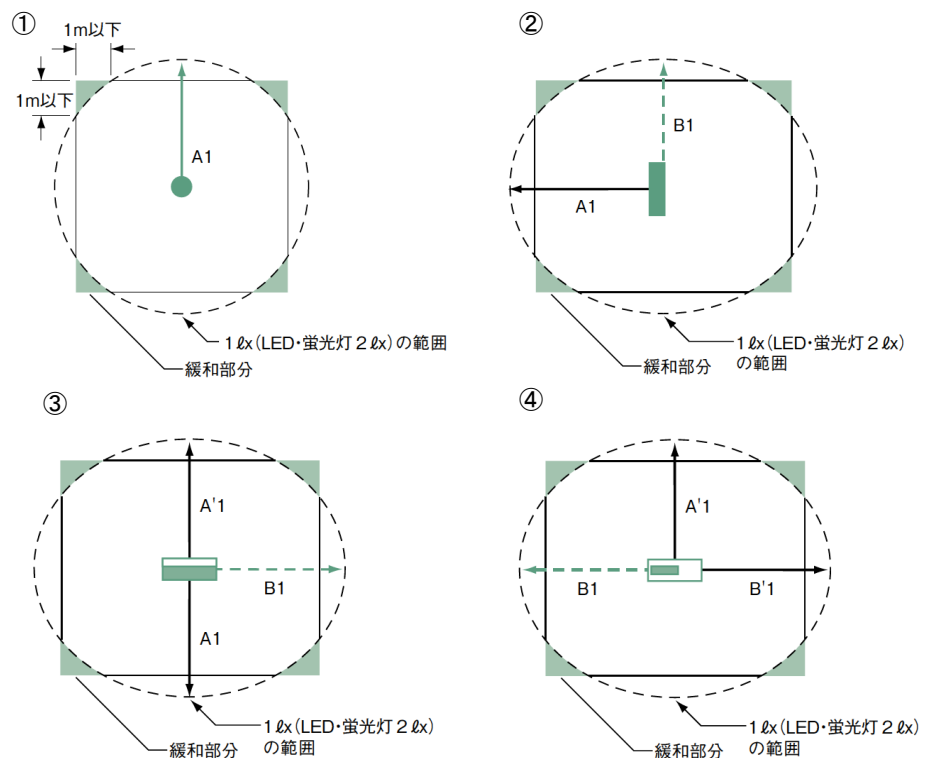 ①
1m以下
1m以下
A1
1ℓx(LED・蛍光灯2ℓx)の範囲
緩和部分
②
B1
A1
1ℓx(LED・蛍光灯2ℓx)
の範囲
緩和部分
③
A'1
B1
A1
1ℓx(LED・蛍光灯2ℓx)
の範囲
緩和部分
④
A'1
B1
B'1
1ℓx(LED・蛍光灯2ℓx)
の範囲
緩和部分